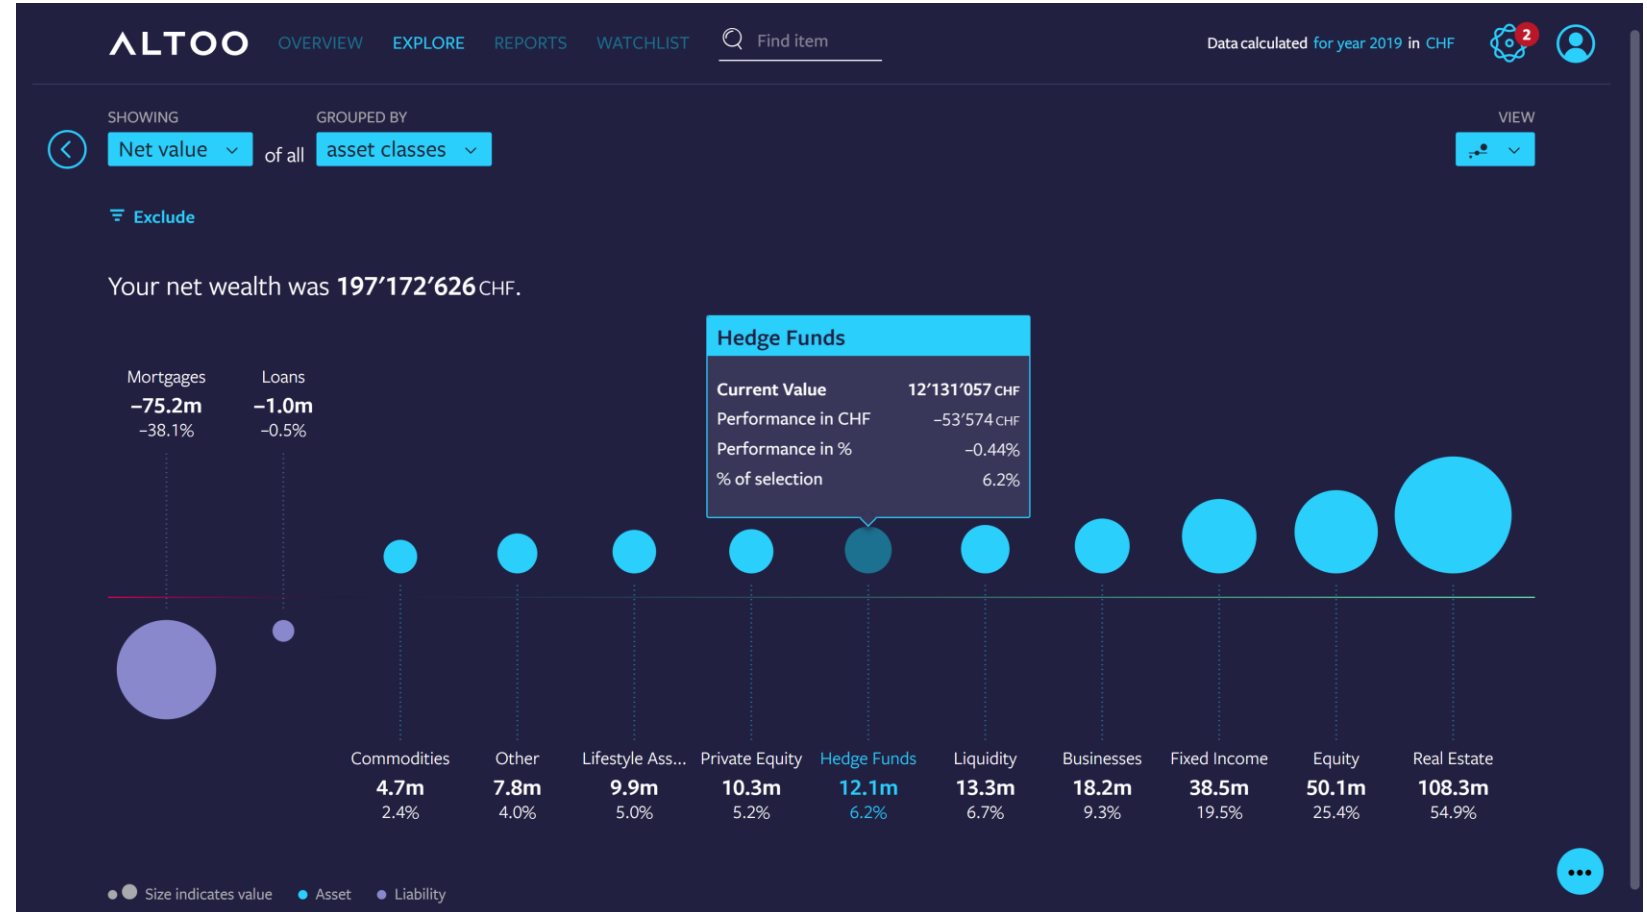 ALTOO OVERVIEW EXPLORE REPORTS WATCHLIST Find item Data calculated for year 2019 in CHF 2
SHOWING GROUPED BY VIEW
Net value of all asset classes
Exclude
Your net wealth was 197′172′626 CHF.
Hedge Funds
Current Value 12′131′057 CHF
Performance in CHF –53′574 CHF
Performance in % –0.44%
% of selection 6.2%
Mortgages Loans
–75.2m –1.0m
–38.1% –0.5%
Commodities Other Lifestyle Ass... Private Equity Hedge Funds Liquidity Businesses Fixed Income Equity Real Estate
4.7m 7.8m 9.9m 10.3m 12.1m 13.3m 18.2m 38.5m 50.1m 108.3m
2.4% 4.0% 5.0% 5.2% 6.2% 6.7% 9.3% 19.5% 25.4% 54.9%
Size indicates value Asset Liability